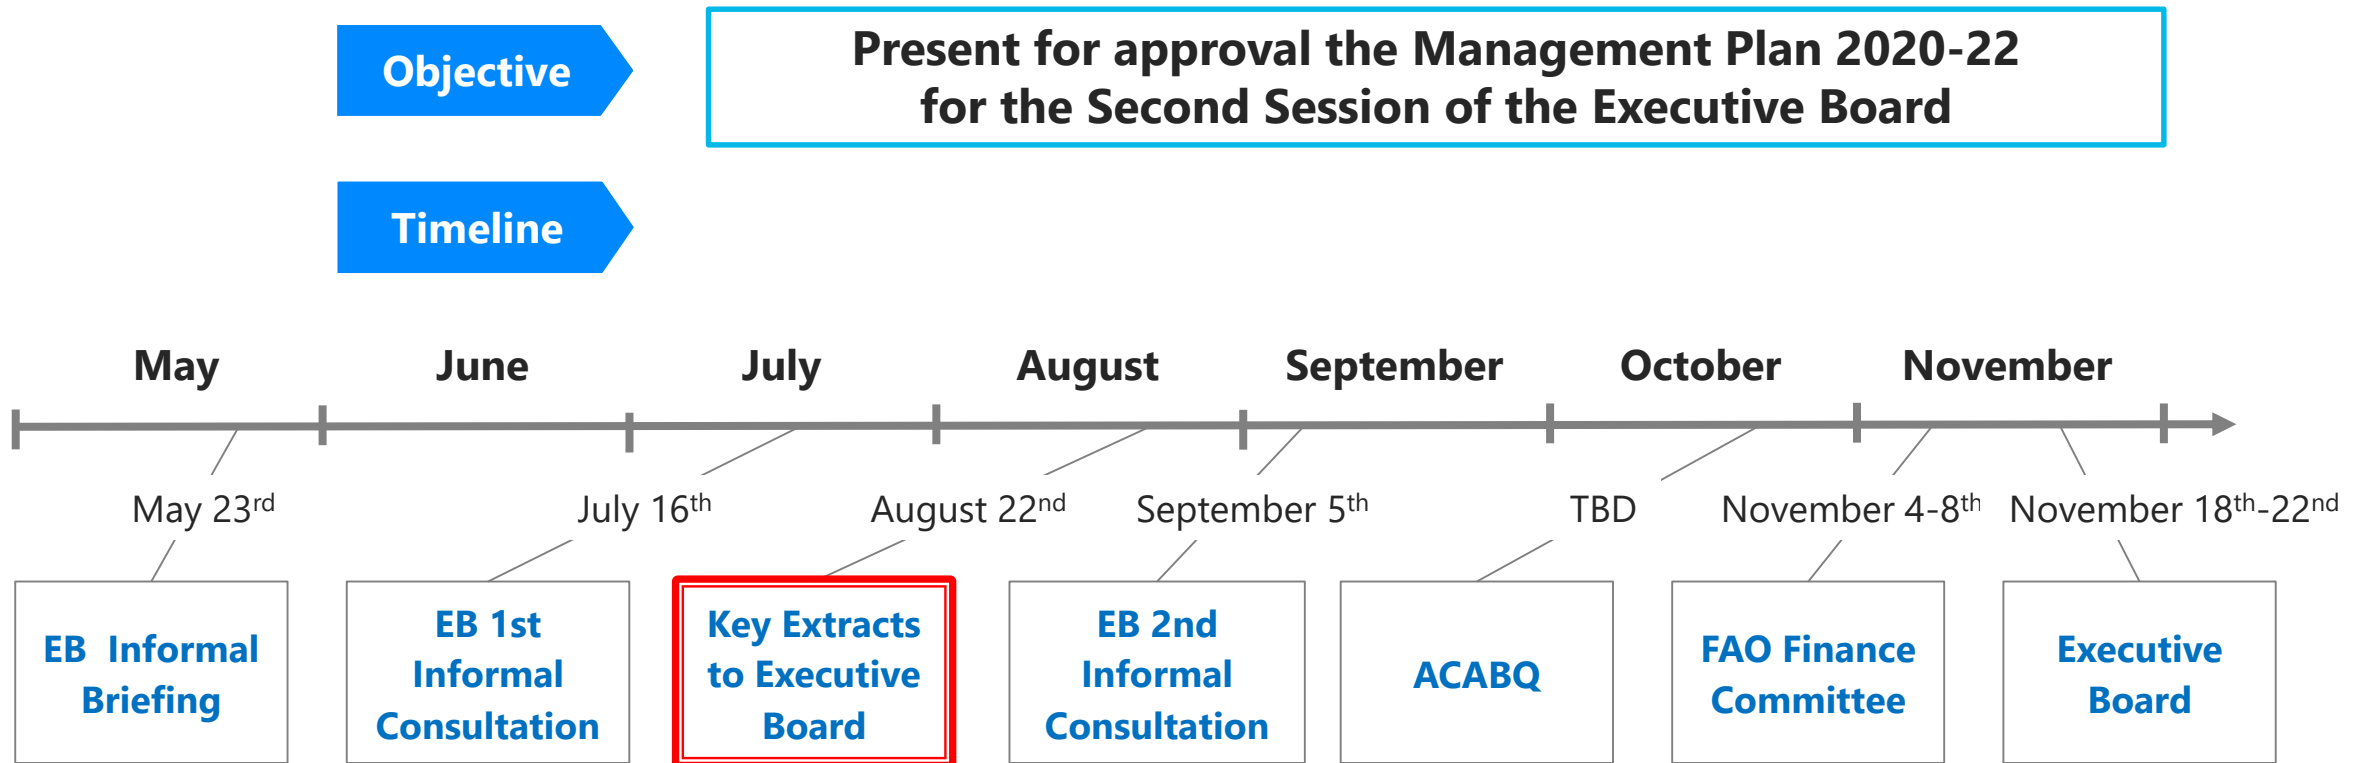 Objective
Present for approval the Management Plan 2020-22
for the Second Session of the Executive Board
Timeline
May
June
July
August
September
October
November
May 23rd
July 16th
August 22nd
September 5th
TBD
November 4-8th
November 18th-22nd
EB Informal
Briefing
EB 1st
Informal
Consultation
Key Extracts
to Executive
Board
EB 2nd
Informal
Consultation
ACABQ
FAO Finance
Committee
Executive
Board